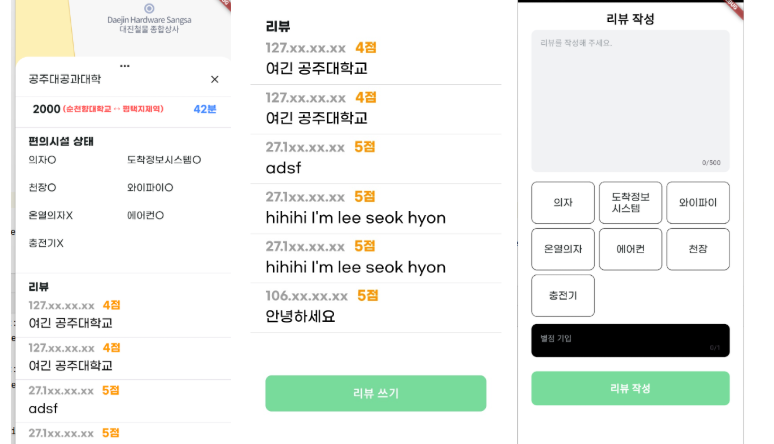 Daejin Hardware Sangsa
대진철물 종합상사
공주대공과대학
2000 (순천향대학교 ·· 평택지제역) 42분
편의시설 상태
의자O 도착정보시스템O
천장O 와이파이O
온열의자X 에어컨O
충전기X
리뷰
127.xx.xx.xx 4점
여긴 공주대학교
127.xx.xx.xx 4점
여긴 공주대학교
27.1xx.xx.xx 5점
adsf
27.1xx.xx.xx 5점
리뷰
127.xx.xx.xx 4점
여긴 공주대학교
127.xx.xx.xx 4점
여긴 공주대학교
27.1xx.xx.xx 5점
adsf
27.1xx.xx.xx 5점
hihihi I'm lee seok hyon
27.1xx.xx.xx 5점
hihihi I'm lee seok hyon
106.xx.xx.xx 5점
안녕하세요
리뷰 쓰기
리뷰 작성
리뷰를 작성해 주세요.
0/500
의자 도착정보 와이파이
시스템
온열의자 에어컨 천장
충전기
별점 기입
0/1
리뷰 작성